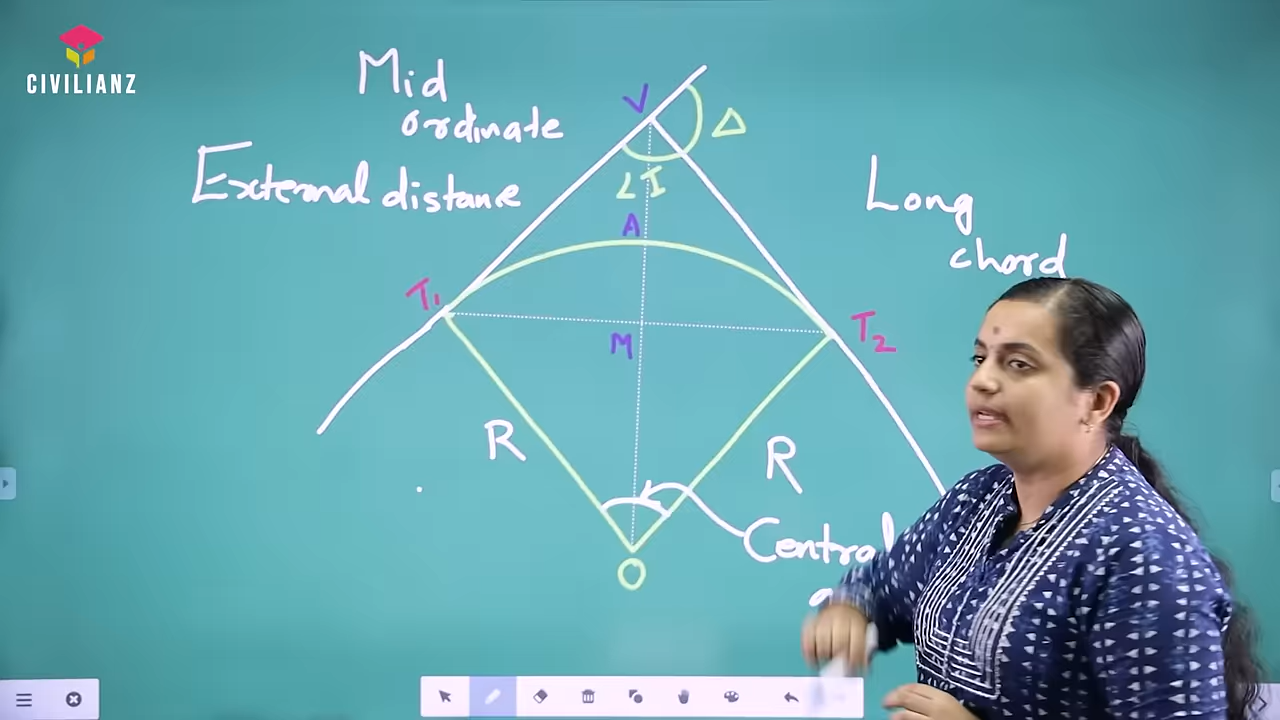 CIVILIANZ
Mid
ordinate
External distane
V
Δ
∠I
A
Long
chord
T1
T2
M
R
R
Central
O